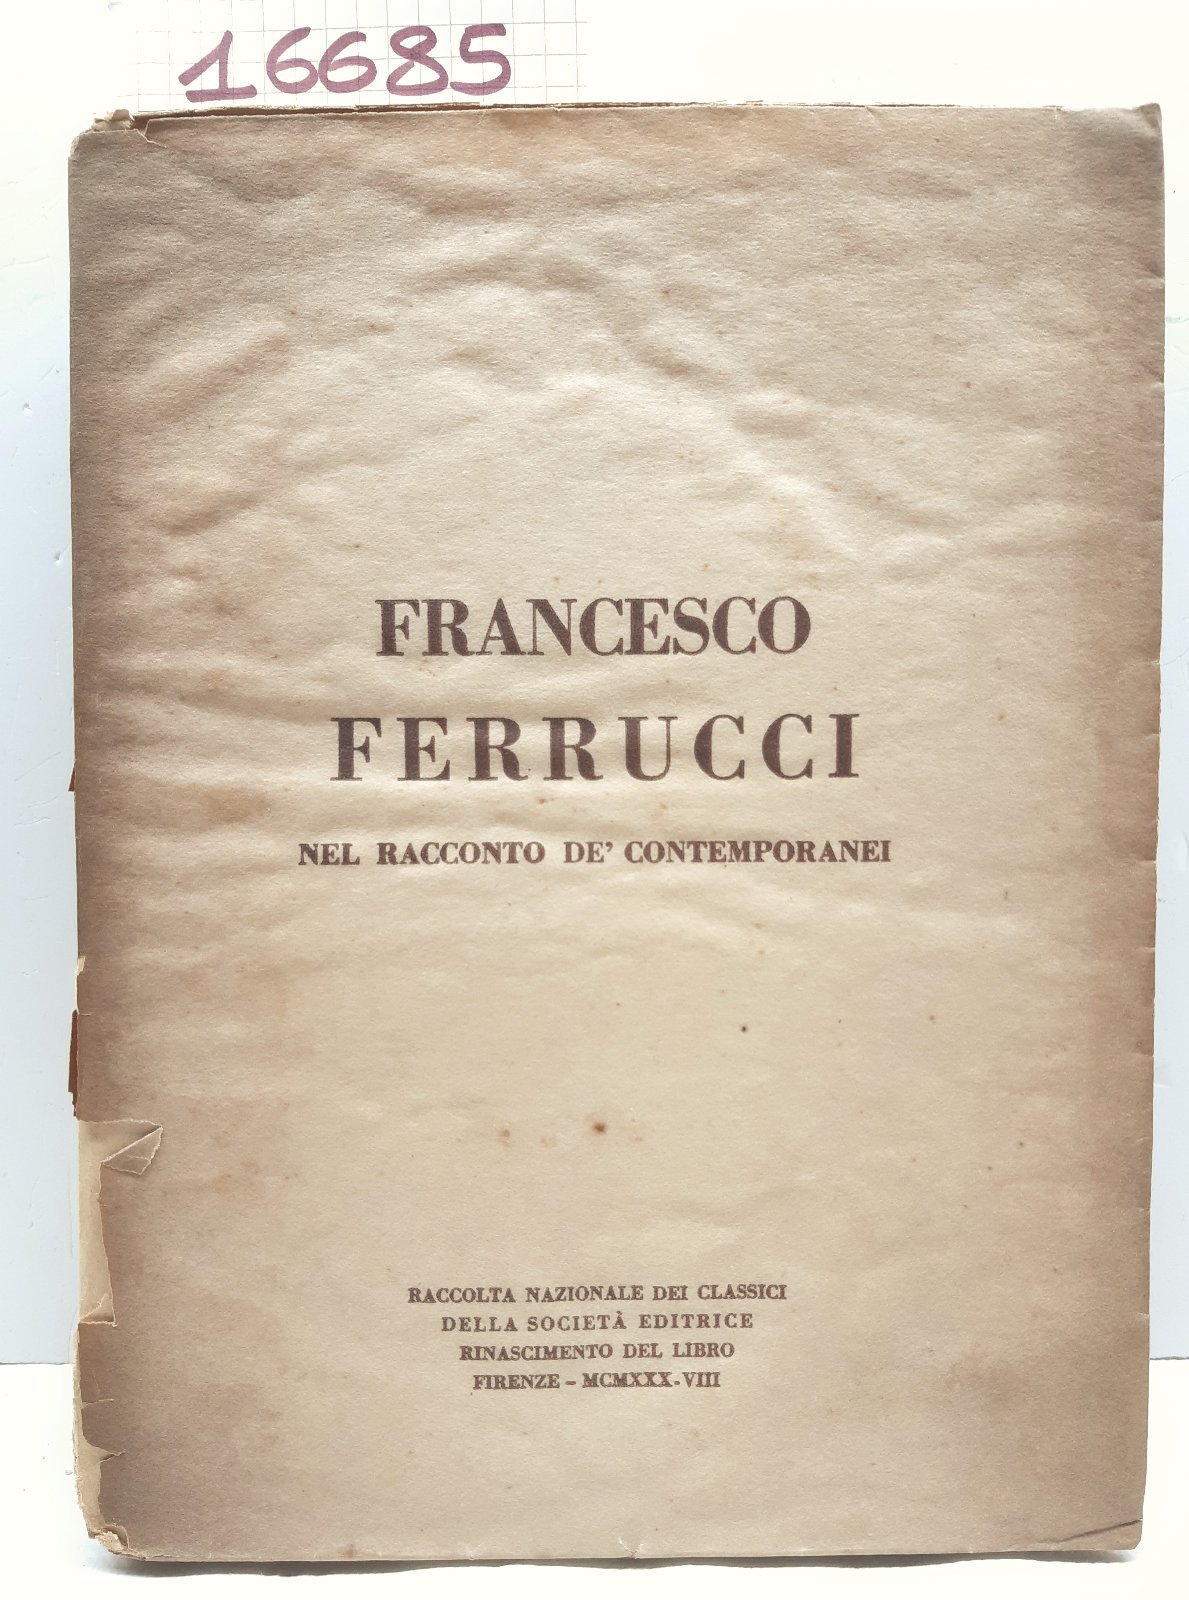 16685
FRANCESCO
FERRUCCI
NEL RACCONTO DE’ CONTEMPORANEI
RACCOLTA NAZIONALE DEI CLASSICI
DELLA SOCIETÀ EDITRICE
RINASCIMENTO DEL LIBRO
FIRENZE – MCMXXX-VIII